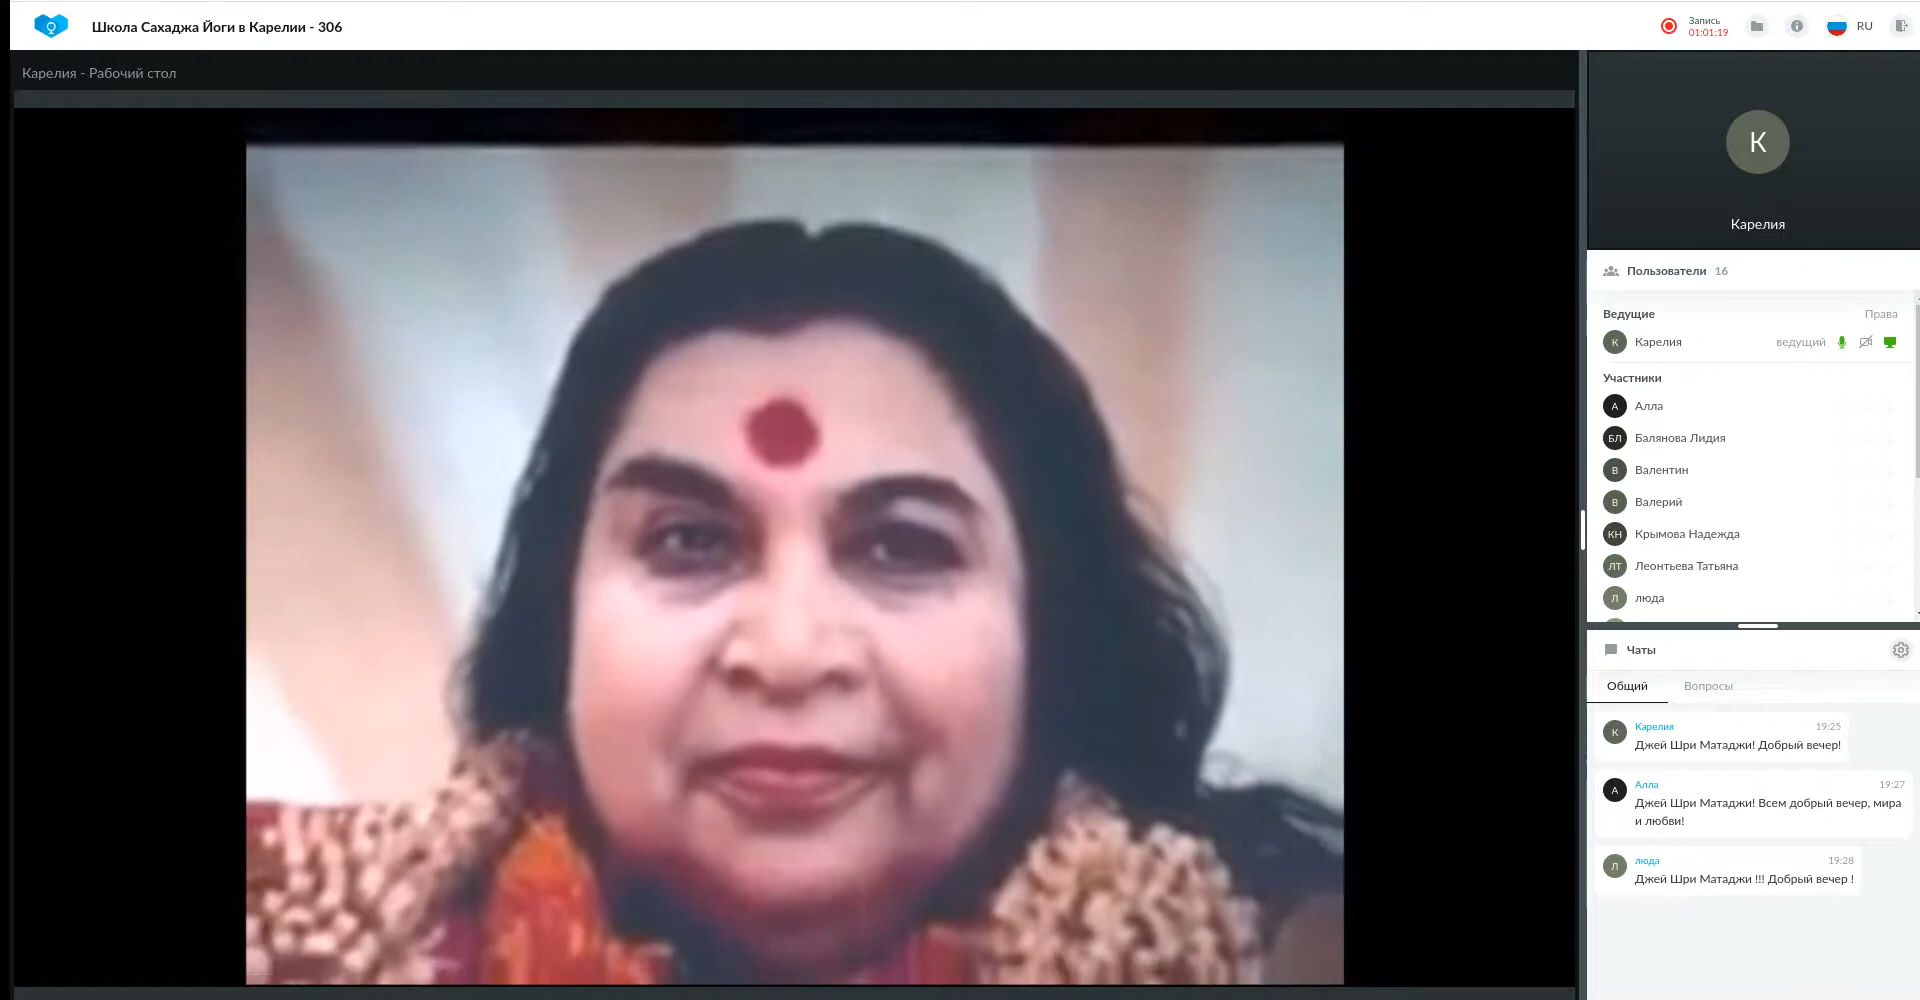 Школа Сахаджа Йоги в Карелии - 306
Запись
01:01:19
RU
Карелия - Рабочий стол
К
Карелия
Пользователи 16
Ведущие Права
К Карелия ведущий
Участники
А Алла
БЛ Балянова Лидия
В Валентин
В Валерий
КН Крымова Надежда
ЛТ Леонтьева Татьяна
Л люда
Чаты
Общий Вопросы
К Карелия 19:25
Джей Шри Матаджи! Добрый вечер!
А Алла 19:27
Джей Шри Матаджи! Всем добрый вечер, мира
и любви!
Л люда 19:28
Джей Шри Матаджи !!! Добрый вечер !